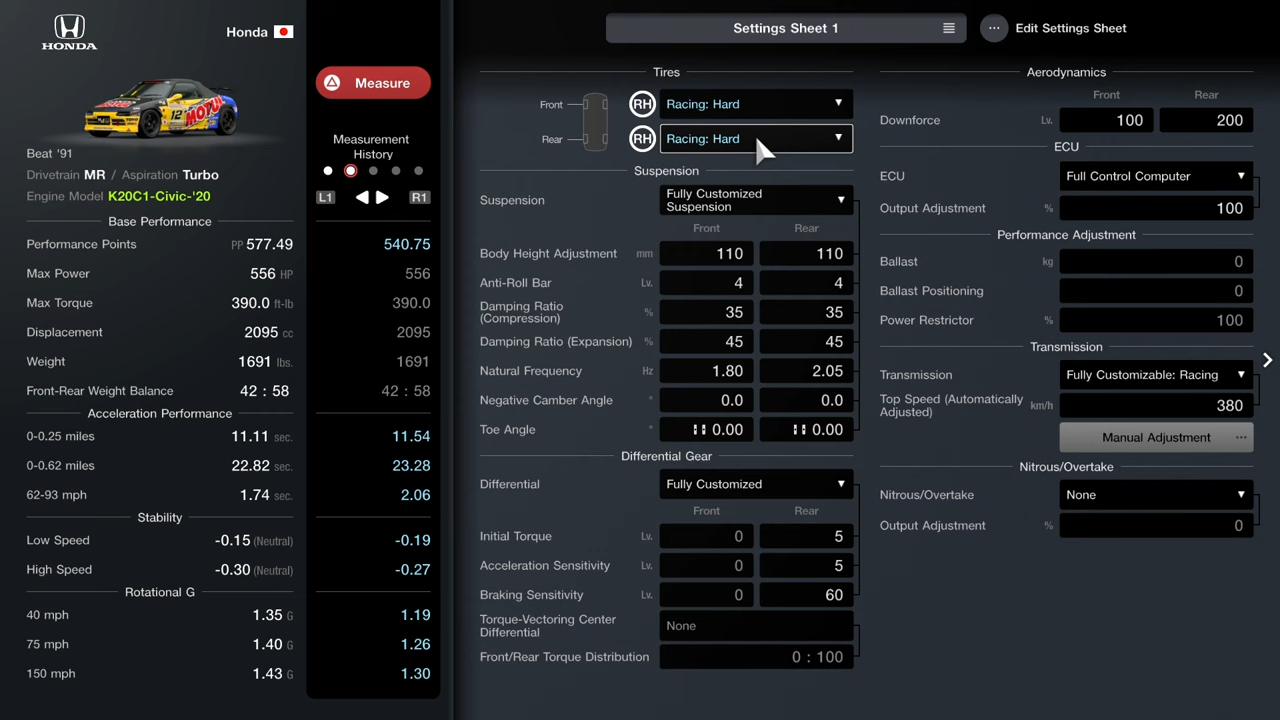 HONDA
Honda
MOTUL
12
Beat '91
Drivetrain MR / Aspiration Turbo
Engine Model K20C1-Civic-'20
Base Performance
Performance Points PP 577.49
Max Power 556 HP
Max Torque 390.0 ft-lb
Displacement 2095 cc
Weight 1691 lbs.
Front-Rear Weight Balance 42 : 58
Acceleration Performance
0-0.25 miles 11.11 sec.
0-0.62 miles 22.82 sec.
62-93 mph 1.74 sec.
Stability
Low Speed -0.15 (Neutral)
High Speed -0.30 (Neutral)
Rotational G
40 mph 1.35 G
75 mph 1.40 G
150 mph 1.43 G
Measure
Measurement
History
L1 R1
540.75
556
390.0
2095
1691
42 : 58
11.54
23.28
2.06
-0.19
-0.27
1.19
1.26
1.30
Settings Sheet 1
Edit Settings Sheet
Tires
Front RH Racing: Hard
Rear RH Racing: Hard
Suspension
Suspension Fully Customized
Suspension
Front Rear
Body Height Adjustment mm 110 110
Anti-Roll Bar Lv. 4 4
Damping Ratio
(Compression) % 35 35
Damping Ratio (Expansion) % 45 45
Natural Frequency Hz 1.80 2.05
Negative Camber Angle ° 0.0 0.0
Toe Angle ° 0.00 0.00
Differential Gear
Differential Fully Customized
Front Rear
Initial Torque Lv. 0 5
Acceleration Sensitivity Lv. 0 5
Braking Sensitivity Lv. 0 60
Torque-Vectoring Center
Differential None
Front/Rear Torque Distribution 0 : 100
Aerodynamics
Front Rear
Downforce Lv. 100 200
ECU
ECU Full Control Computer
Output Adjustment % 100
Performance Adjustment
Ballast kg 0
Ballast Positioning 0
Power Restrictor % 100
Transmission
Transmission Fully Customizable: Racing
Top Speed (Automatically
Adjusted) km/h 380
Manual Adjustment ...
Nitrous/Overtake
Nitrous/Overtake None
Output Adjustment % 0